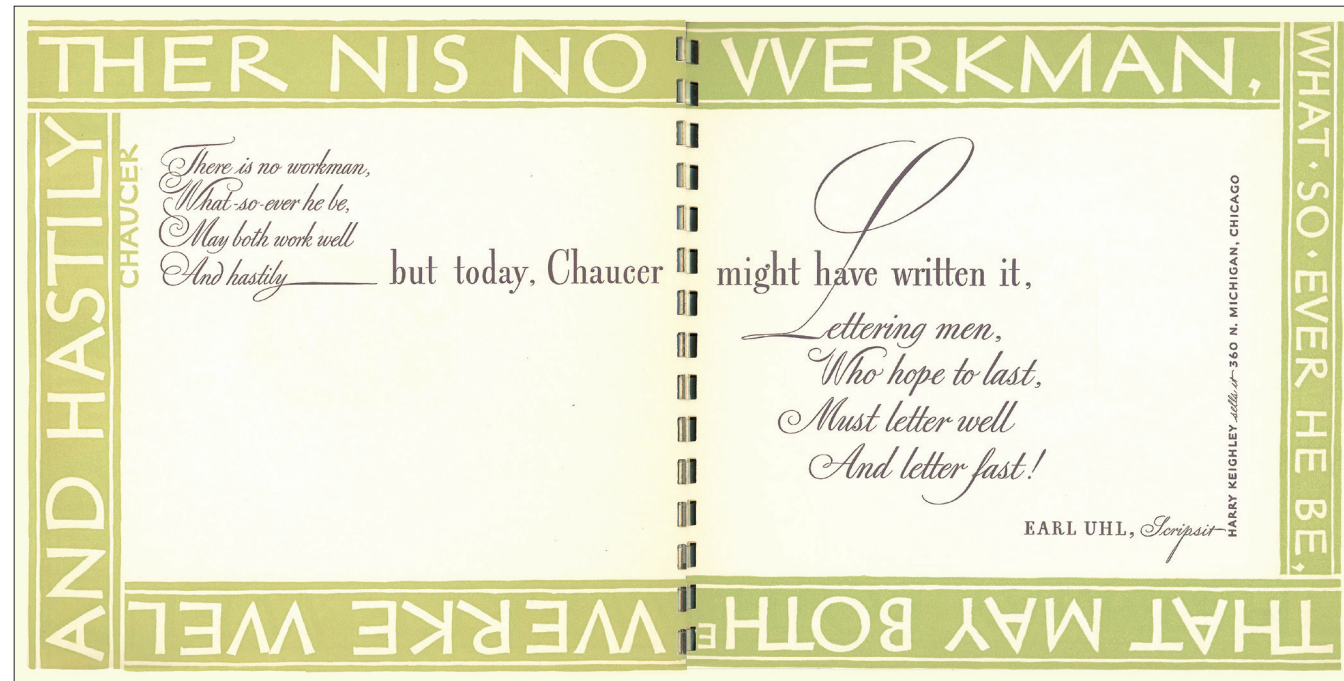 THER NIS NO WERKMAN,
WHAT · SO · EVER HE BE,
THAT MAY BOTHE WERKE WEL
AND HASTILY
CHAUCER
There is no workman,
What-so-ever he be,
May both work well
And hastily
but today, Chaucer might have written it,
Lettering men,
Who hope to last,
Must letter well
And letter fast!
EARL UHL, Scripsit
HARRY KEIGHLEY sells it 360 N. MICHIGAN, CHICAGO